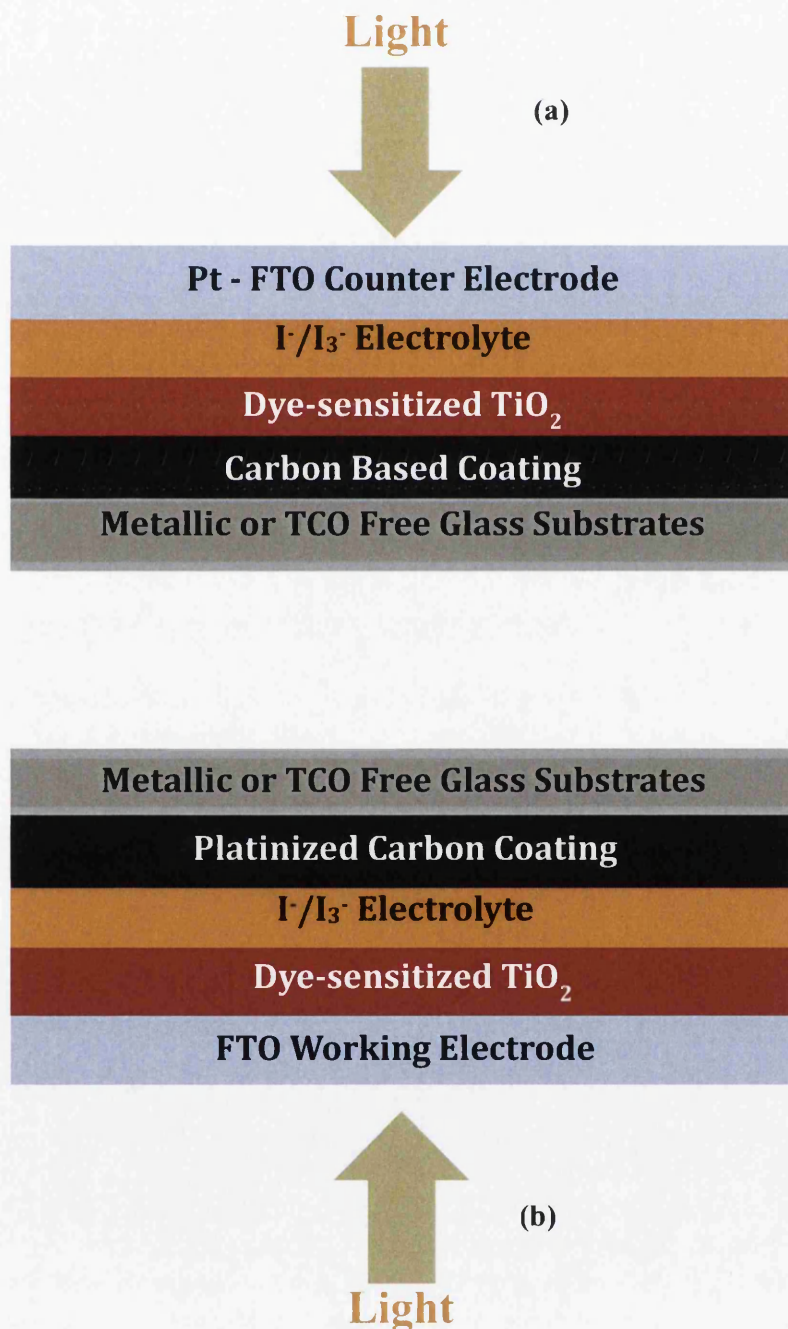 Light
(a)
Pt - FTO Counter Electrode
I⁻/I₃⁻ Electrolyte
Dye-sensitized TiO₂
Carbon Based Coating
Metallic or TCO Free Glass Substrates
Metallic or TCO Free Glass Substrates
Platinized Carbon Coating
I⁻/I₃⁻ Electrolyte
Dye-sensitized TiO₂
FTO Working Electrode
(b)
Light